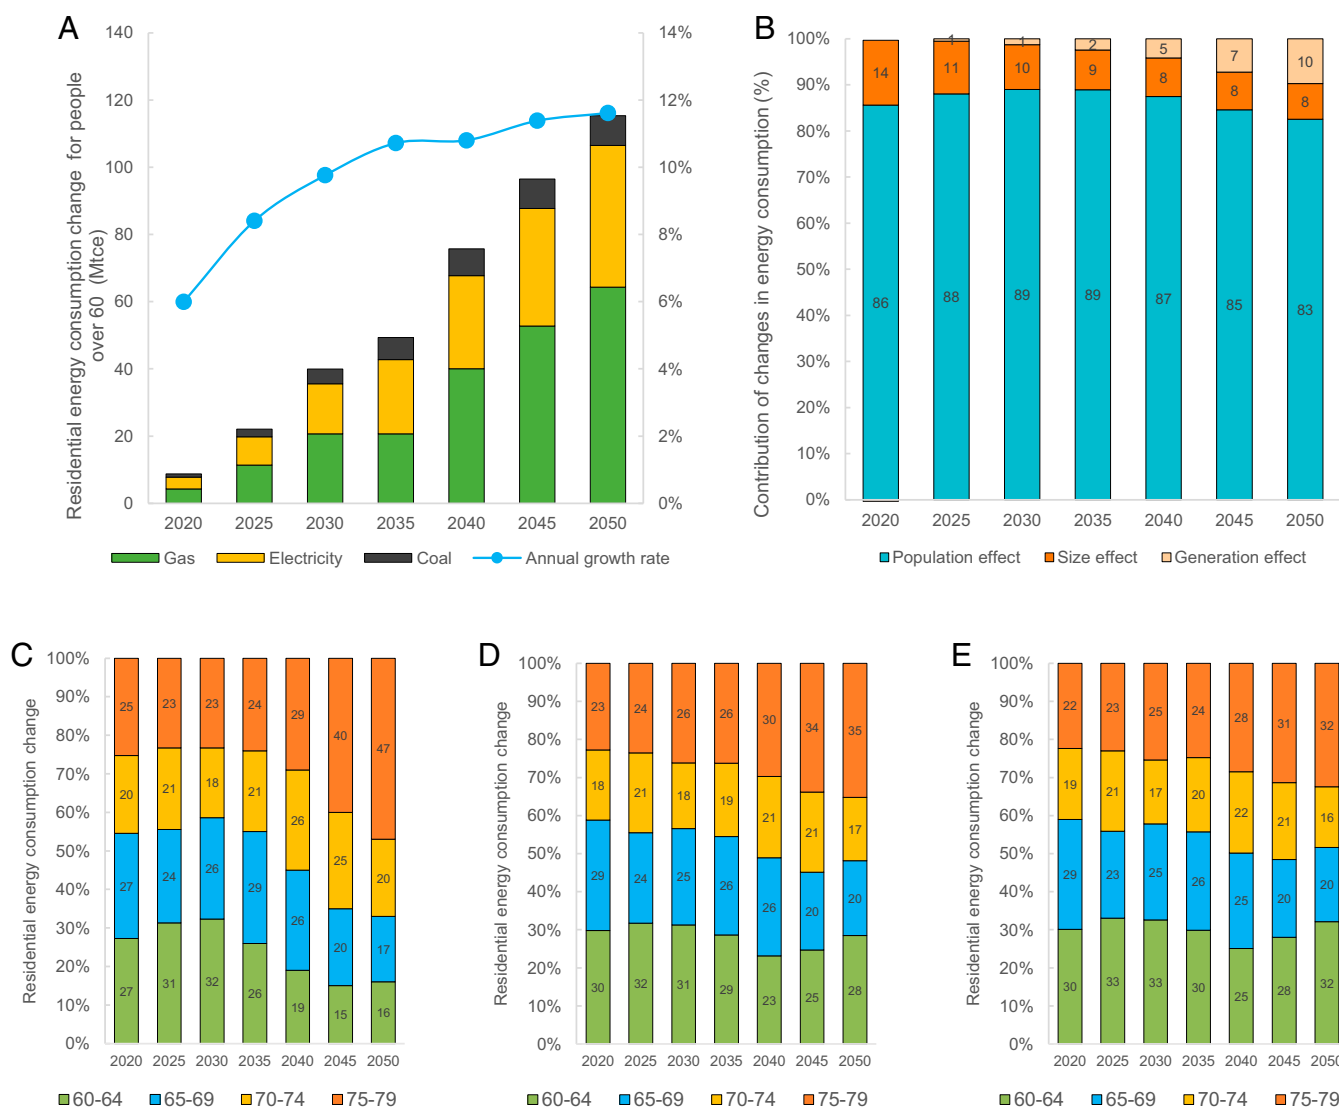 A
Residential energy consumption change for people
over 60 (Mtce)
140
120
100
80
60
40
20
0
14%
12%
10%
8%
6%
4%
2%
0%
2020 2025 2030 2035 2040 2045 2050
Gas Electricity Coal Annual growth rate
B
Contribution of changes in energy consumption (%)
100%
90%
80%
70%
60%
50%
40%
30%
20%
10%
0%
1 1 2 5 7 10
14 11 10 9 8 8 8
86 88 89 89 87 85 83
2020 2025 2030 2035 2040 2045 2050
Population effect Size effect Generation effect
C
Residential energy consumption change
100%
90%
80%
70%
60%
50%
40%
30%
20%
10%
0%
25 23 23 24 29 40 47
20 21 18 21 26 25 20
27 24 26 29 26 20 17
27 31 32 26 19 15 16
2020 2025 2030 2035 2040 2045 2050
60-64 65-69 70-74 75-79
D
Residential energy consumption change
100%
90%
80%
70%
60%
50%
40%
30%
20%
10%
0%
23 24 26 26 30 34 35
18 21 18 19 21 21 17
29 24 25 26 26 20 20
30 32 31 29 23 25 28
2020 2025 2030 2035 2040 2045 2050
60-64 65-69 70-74 75-79
E
Residential energy consumption change
100%
90%
80%
70%
60%
50%
40%
30%
20%
10%
0%
22 23 25 24 28 31 32
19 21 17 20 22 21 16
29 23 25 26 25 20 20
30 33 33 30 25 28 32
2020 2025 2030 2035 2040 2045 2050
60-64 65-69 70-74 75-79